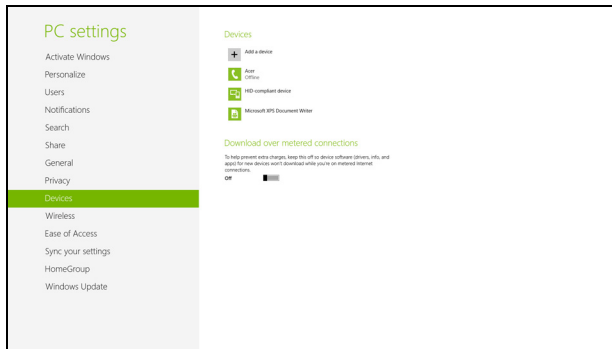 PC settings
Activate Windows
Personalize
Users
Notifications
Search
Share
General
Privacy
Devices
Wireless
Ease of Access
Sync your settings
HomeGroup
Windows Update
Devices
Add a device
Acer
Offline
HID-compliant device
Microsoft XPS Document Writer
Download over metered connections
To help prevent extra charges, keep this off so device software (drivers, info, and
apps) for new devices won't download while you're on metered Internet
connections.
Off